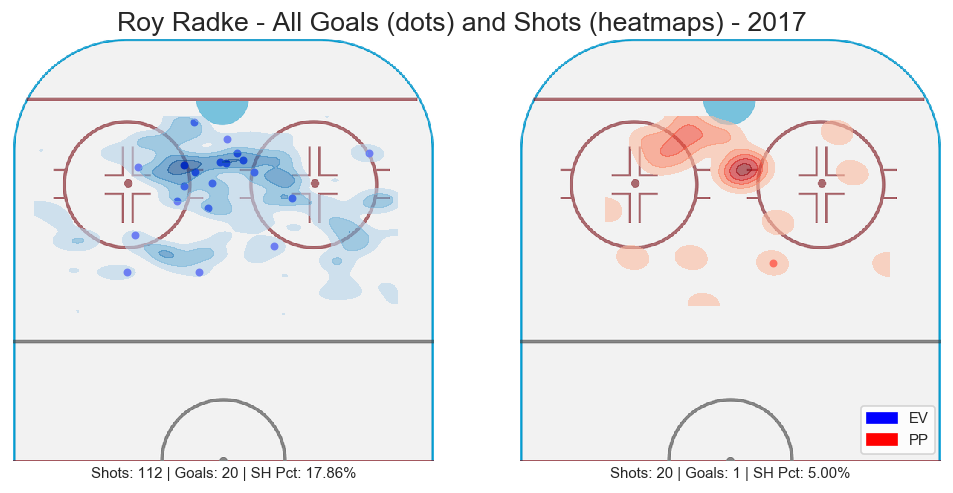 Roy Radke - All Goals (dots) and Shots (heatmaps) - 2017
EV
PP
Shots: 112 | Goals: 20 | SH Pct: 17.86%
Shots: 20 | Goals: 1 | SH Pct: 5.00%